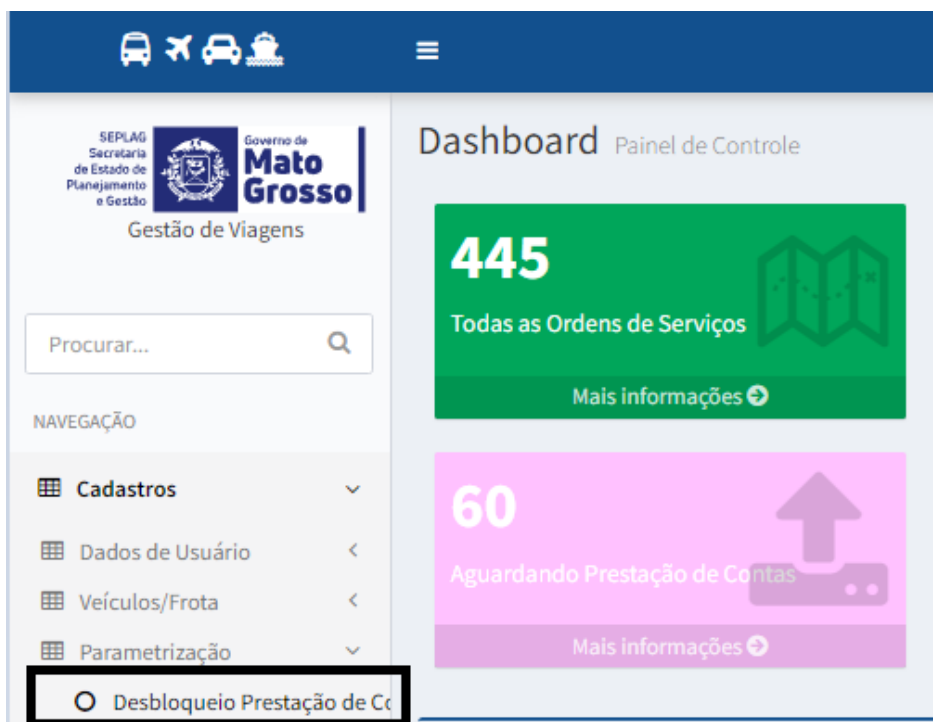 SEPLAG
Secretaria
de Estado de
Planejamento
e Gestão
Governo de
Mato
Grosso
Gestão de Viagens
Procurar...
NAVEGAÇÃO
Cadastros
Dados de Usuário
Veículos/Frota
Parametrização
Desbloqueio Prestação de
Dashboard Painel de Controle
445
Todas as Ordens de Serviços
Mais informações
60
Aguardando Prestação de Contas
Mais informações